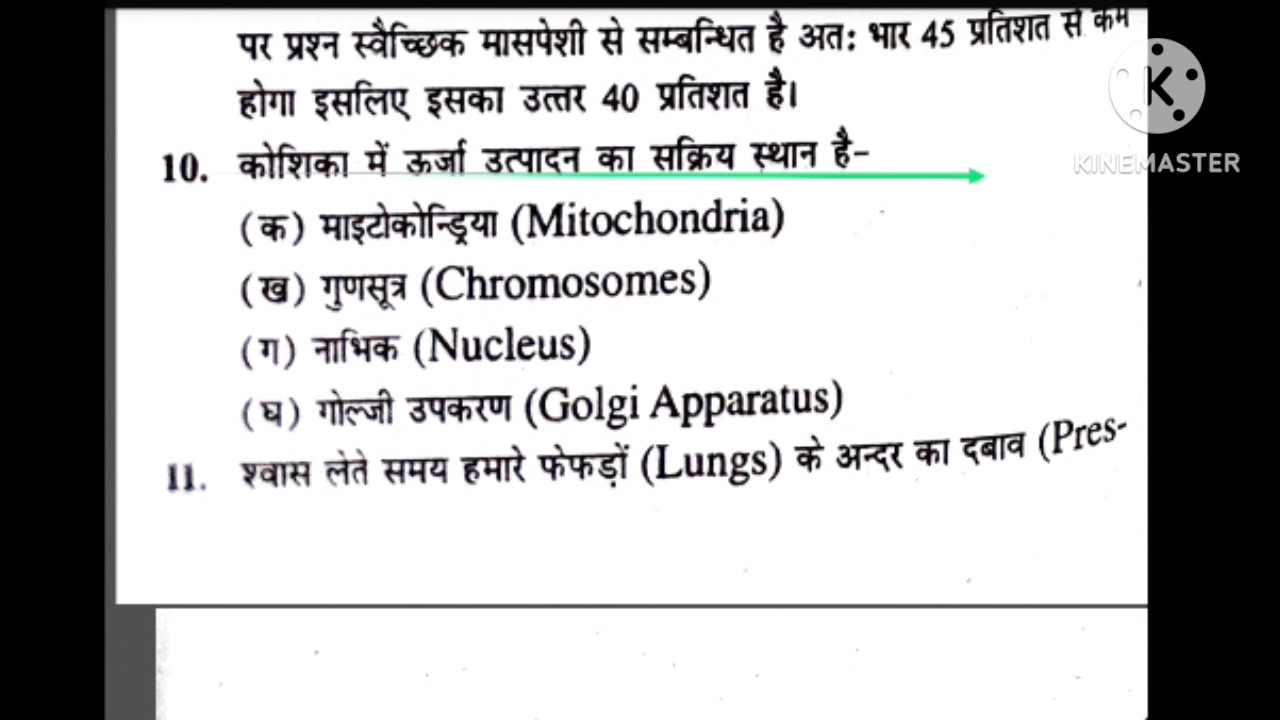 पर प्रश्न स्वैच्छिक मासपेशी से सम्बन्धित है अतः भार 45 प्रतिशत से कम
होगा इसलिए इसका उत्तर 40 प्रतिशत है।
10. कोशिका में ऊर्जा उत्पादन का सक्रिय स्थान है-
(क) माइटोकोन्ड्रिया (Mitochondria)
(ख) गुणसूत्र (Chromosomes)
(ग) नाभिक (Nucleus)
(घ) गोल्जी उपकरण (Golgi Apparatus)
11. श्वास लेते समय हमारे फेफड़ों (Lungs) के अन्दर का दबाव (Pres-
K
KINEMASTER